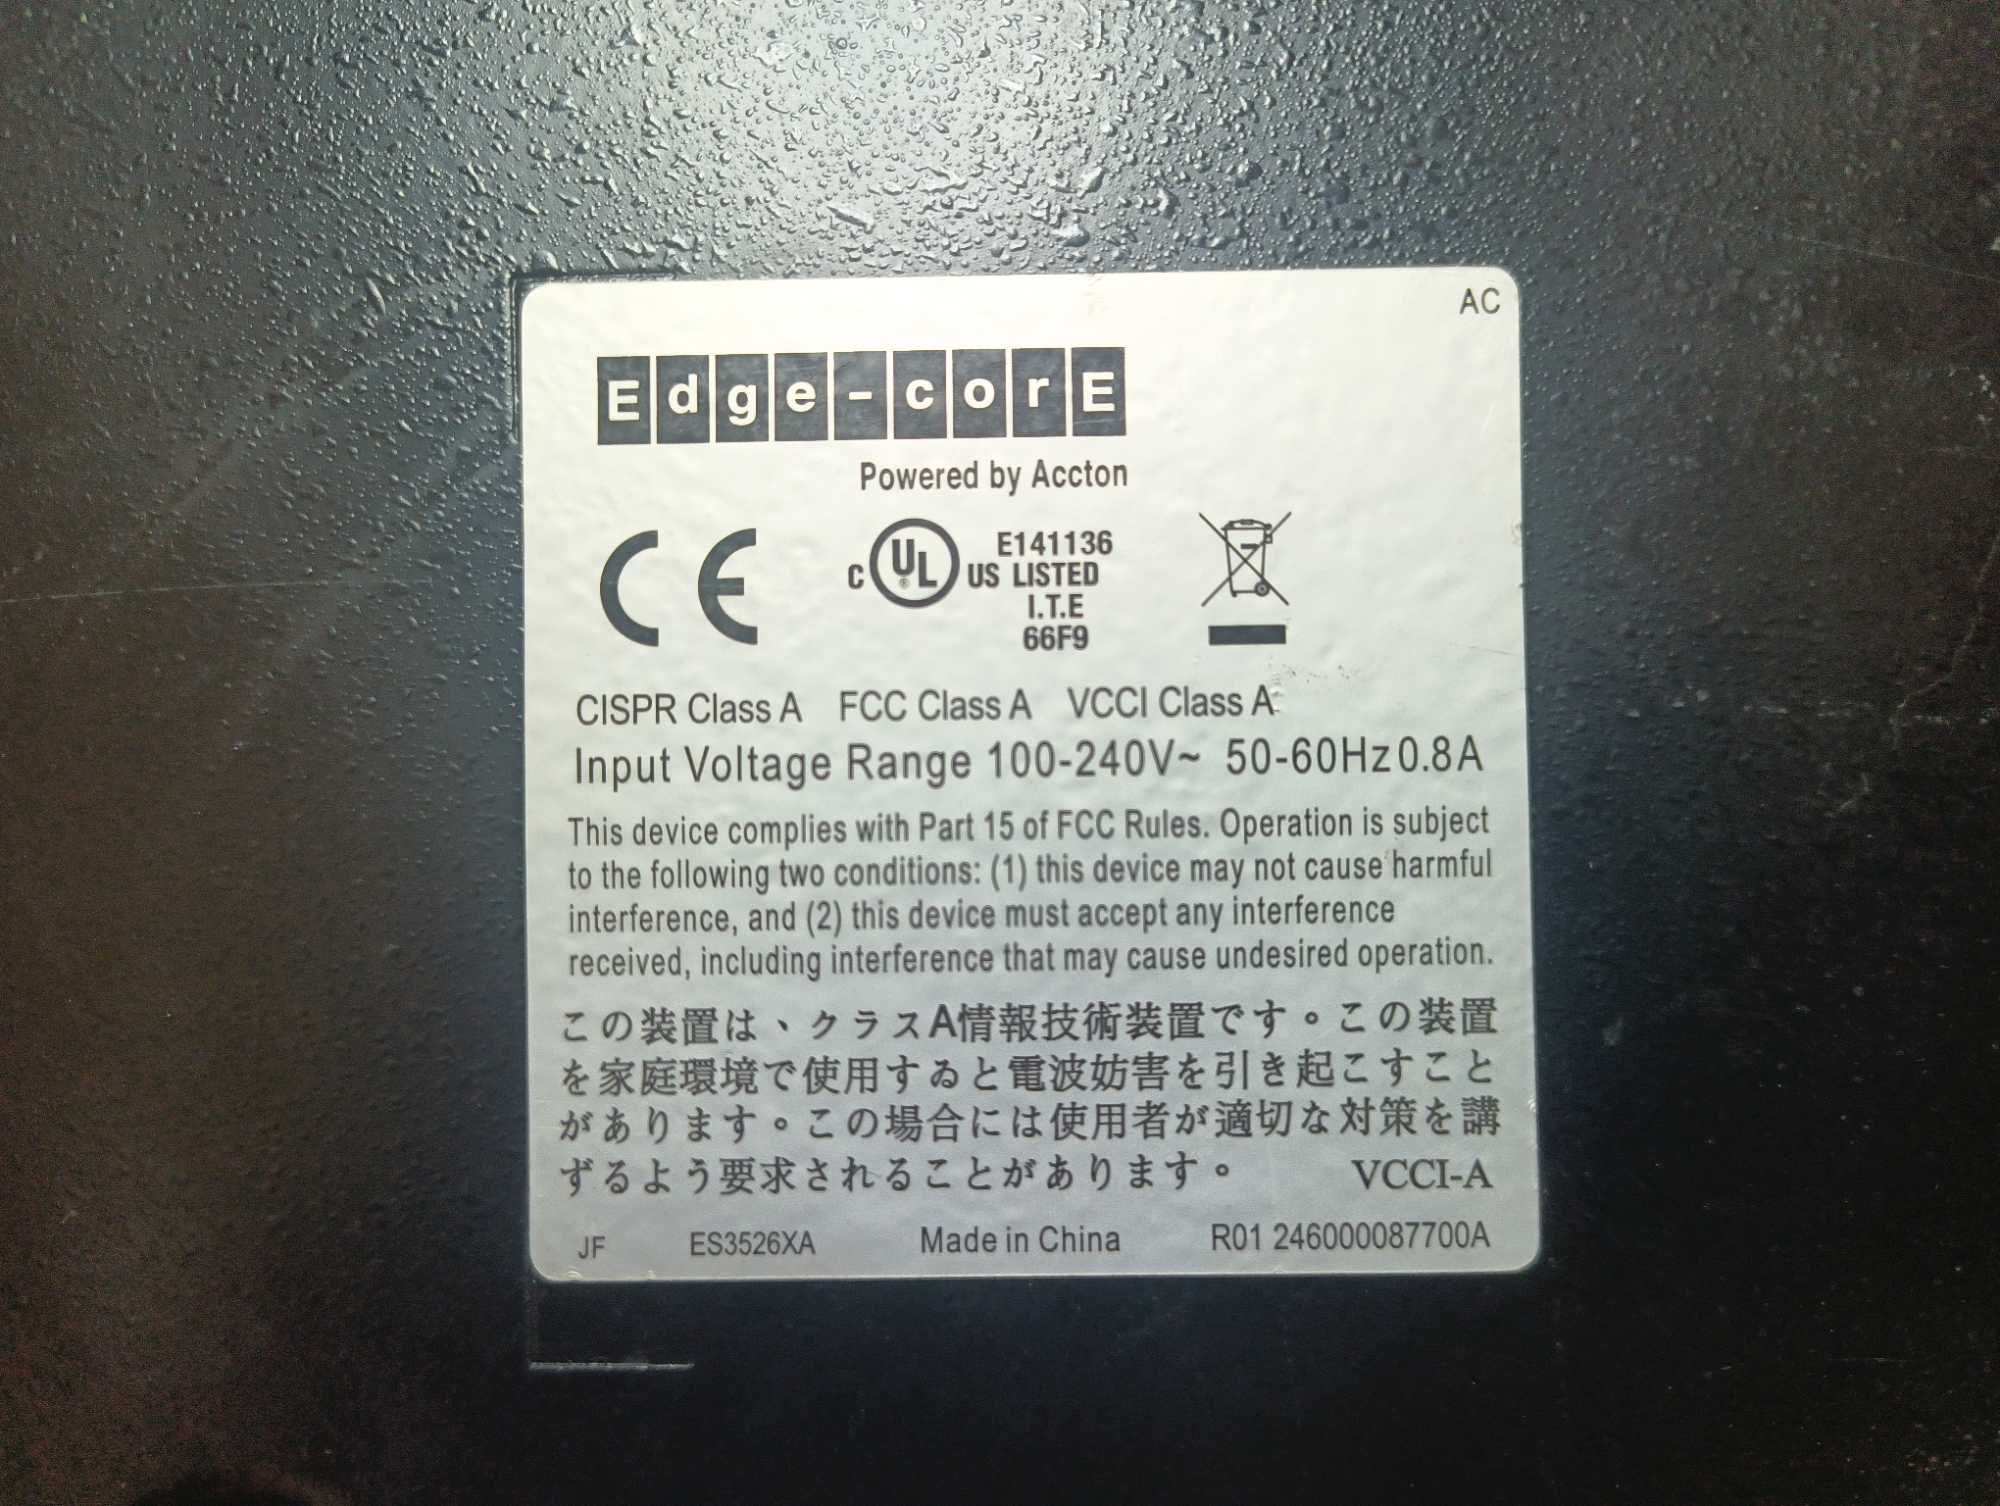 AC
Edge-corE
Powered by Accton
CE
c UL ® US E141136
LISTED
I.T.E
66F9
CISPR Class A FCC Class A VCCI Class A
Input Voltage Range 100-240V~ 50-60Hz 0.8A
This device complies with Part 15 of FCC Rules. Operation is subject
to the following two conditions: (1) this device may not cause harmful
interference, and (2) this device must accept any interference
received, including interference that may cause undesired operation.
この装置は、クラスA情報技術装置です。この装置
を家庭環境で使用すゐと電波妨害を引き起こすこと
があります。この場合には使用者が適切な対策を講
ずるよう要求されることがあります。 VCCI-A
JF ES3526XA Made in China R01 246000087700A